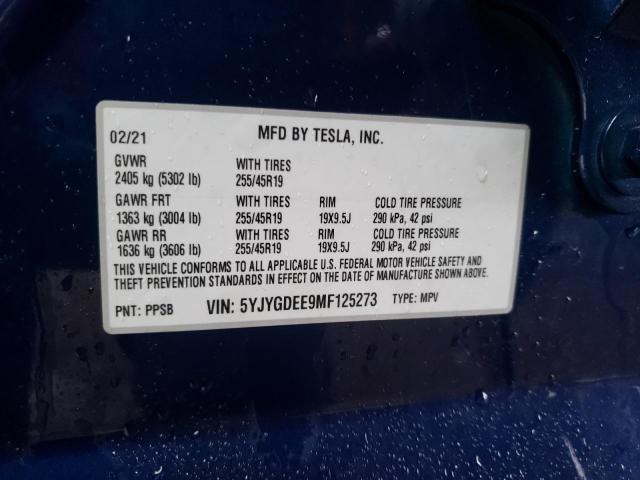 02/21 MFD BY TESLA, INC.
GVWR WITH TIRES
2405 kg (5302 lb) 255/45R19
GAWR FRT WITH TIRES RIM COLD TIRE PRESSURE
1363 kg (3004 lb) 255/45R19 19X9.5J 290 kPa, 42 psi
GAWR RR WITH TIRES RIM COLD TIRE PRESSURE
1636 kg (3606 lb) 255/45R19 19X9.5J 290 kPa, 42 psi
THIS VEHICLE CONFORMS TO ALL APPLICABLE U.S. FEDERAL MOTOR VEHICLE SAFETY AND
THEFT PREVENTION STANDARDS IN EFFECT ON THE DATE OF MANUFACTURE SHOWN ABOVE.
PNT: PPSB VIN: 5YJYGDEE9MF125273 TYPE: MPV